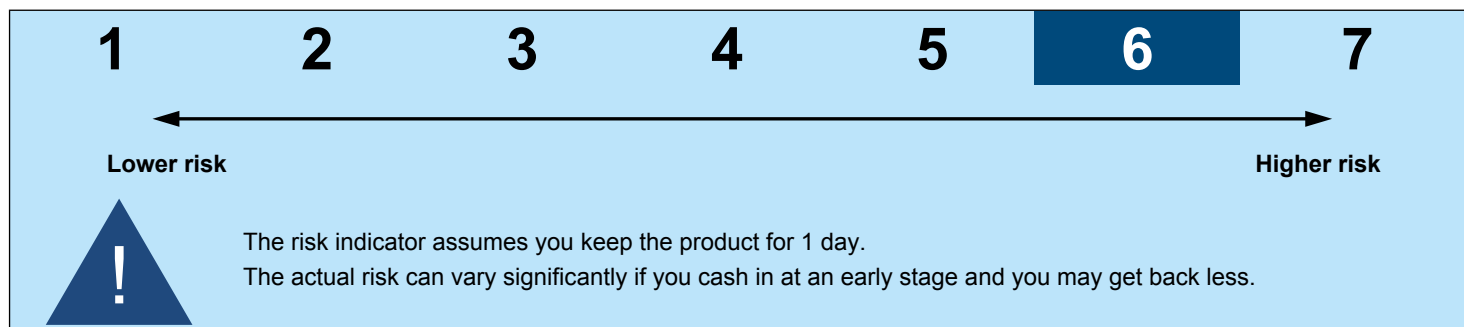 1 2 3 4 5 6 7
Lower risk Higher risk
!
The risk indicator assumes you keep the product for 1 day.
The actual risk can vary significantly if you cash in at an early stage and you may get back less.